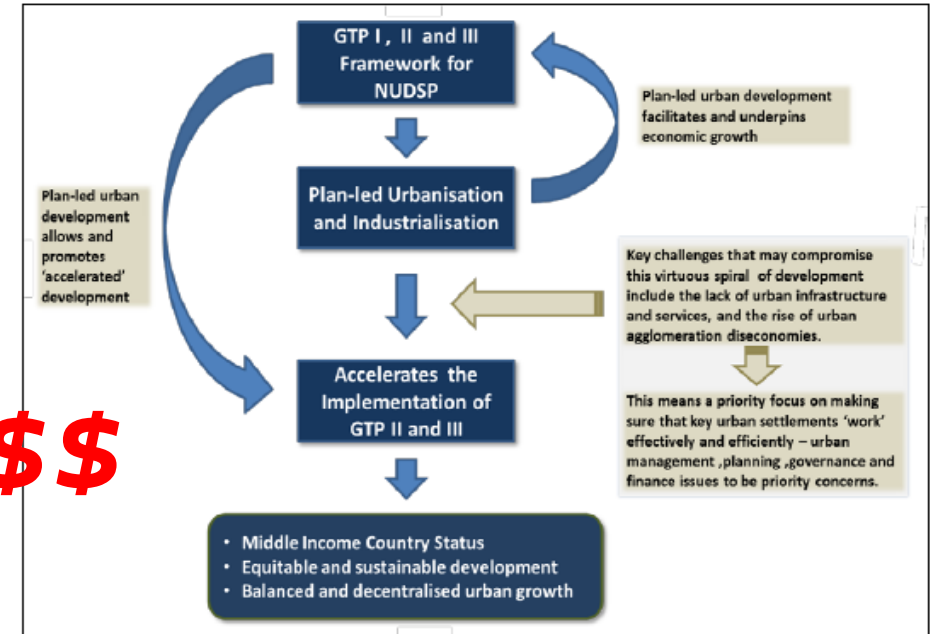 GTP I , II and III
Framework for
NUDSP
Plan-led urban development
facilitates and underpins
economic growth
Plan-led Urbanisation
and Industrialisation
Plan-led urban
development
allows and
promotes
‘accelerated’
development
Key challenges that may compromise
this virtuous spiral of development
include the lack of urban infrastructure
and services, and the rise of urban
agglomeration diseconomies.
Accelerates the
Implementation of
GTP II and III
This means a priority focus on making
sure that key urban settlements ‘work’
effectively and efficiently – urban
management ,planning ,governance and
finance issues to be priority concerns.
$$
• Middle Income Country Status
• Equitable and sustainable development
• Balanced and decentralised urban growth